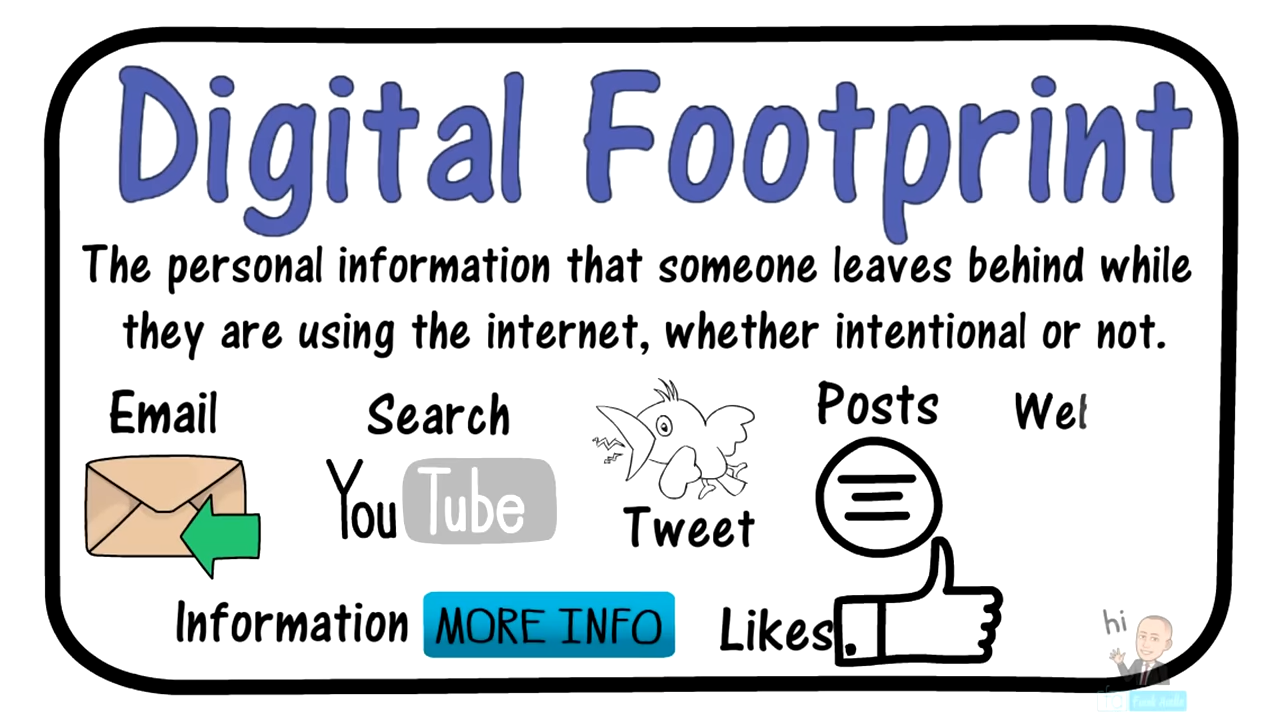 Digital Footprint
The personal information that someone leaves behind while
they are using the internet, whether intentional or not.
Email
Search
Posts
YouTube
Tweet
Information
MORE INFO
Likes
hi